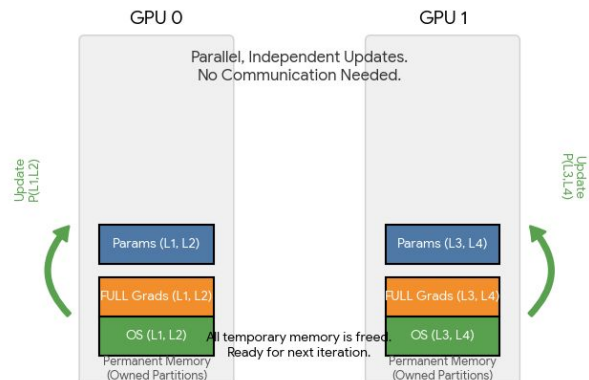 GPU 0
GPU 1
Parallel, Independent Updates.
No Communication Needed.
Update
P(L1,L2)
Update
P(L3,L4)
Params (L1, L2)
Params (L3, L4)
FULL Grads (L1, L2)
FULL Grads (L3, L4)
OS (L1, L2)
OS (L3, L4)
All temporary memory is freed.
Ready for next iteration.
Permanent Memory
(Owned Partitions)
Permanent Memory
(Owned Partitions)